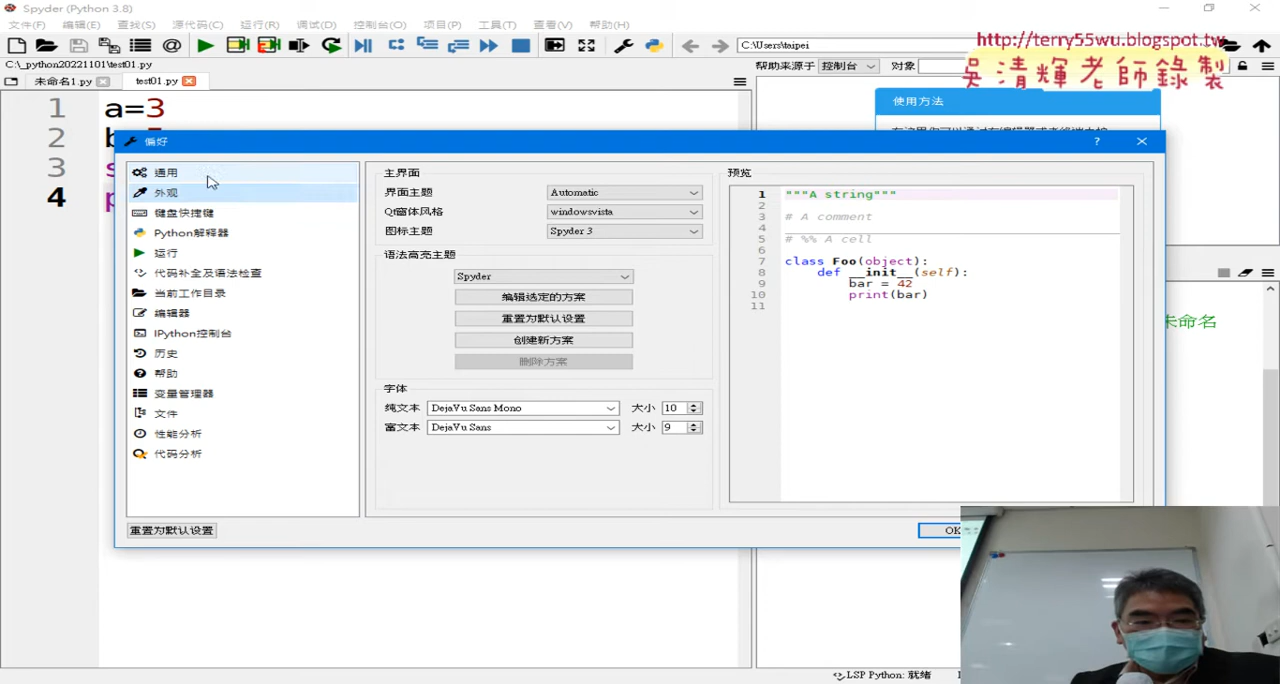 Spyder (Python 3.8)
文件(F) 编辑(E) 查找(S) 源代码(C) 运行(R) 调试(D) 控制台(O) 项目(P) 工具(T) 查看(V) 帮助(H)
C:\Users\taipei
http://terry55wu.blogspot.tw
吳清輝老師錄製
C:\_python20221101\test01.py
未命名1.py test01.py
帮助来源于 控制台 对象
使用方法
1 a=3
2 b
3
4
偏好
通用
外观
键盘快捷键
Python解释器
运行
代码补全及语法检查
当前工作目录
编辑器
IPython控制台
历史
帮助
变量管理器
文件
性能分析
代码分析
重置为默认设置
主界面
界面主题 Automatic
Qt窗体风格 windowsvista
图标主题 Spyder 3
语法高亮主题
Spyder
编辑选定的方案
重置为默认设置
创建新方案
删除方案
字体
纯文本 DejaVu Sans Mono 大小 10
富文本 DejaVu Sans 大小 9
预览
1 """A string"""
2
3 # A comment
4
5 # %% A cell
6
7 class Foo(object):
8 def __init__(self):
9 bar = 42
10 print(bar)
11
OK
未命名
LSP Python: 就绪